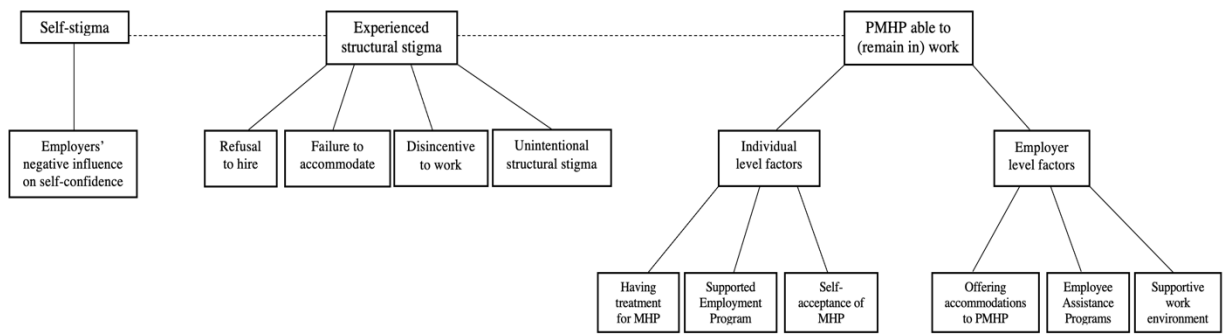 Self-stigma
Experienced
structural stigma
PMHP able to
(remain in) work
Employers'
negative influence
on self-confidence
Refusal
to hire
Failure to
accommodate
Disincentive
to work
Unintentional
structural stigma
Individual
level factors
Employer
level factors
Having
treatment
for MHP
Supported
Employment
Program
Self-
acceptance of
MHP
Offering
accommodations
to PMHP
Employee
Assistance
Programs
Supportive
work
environment